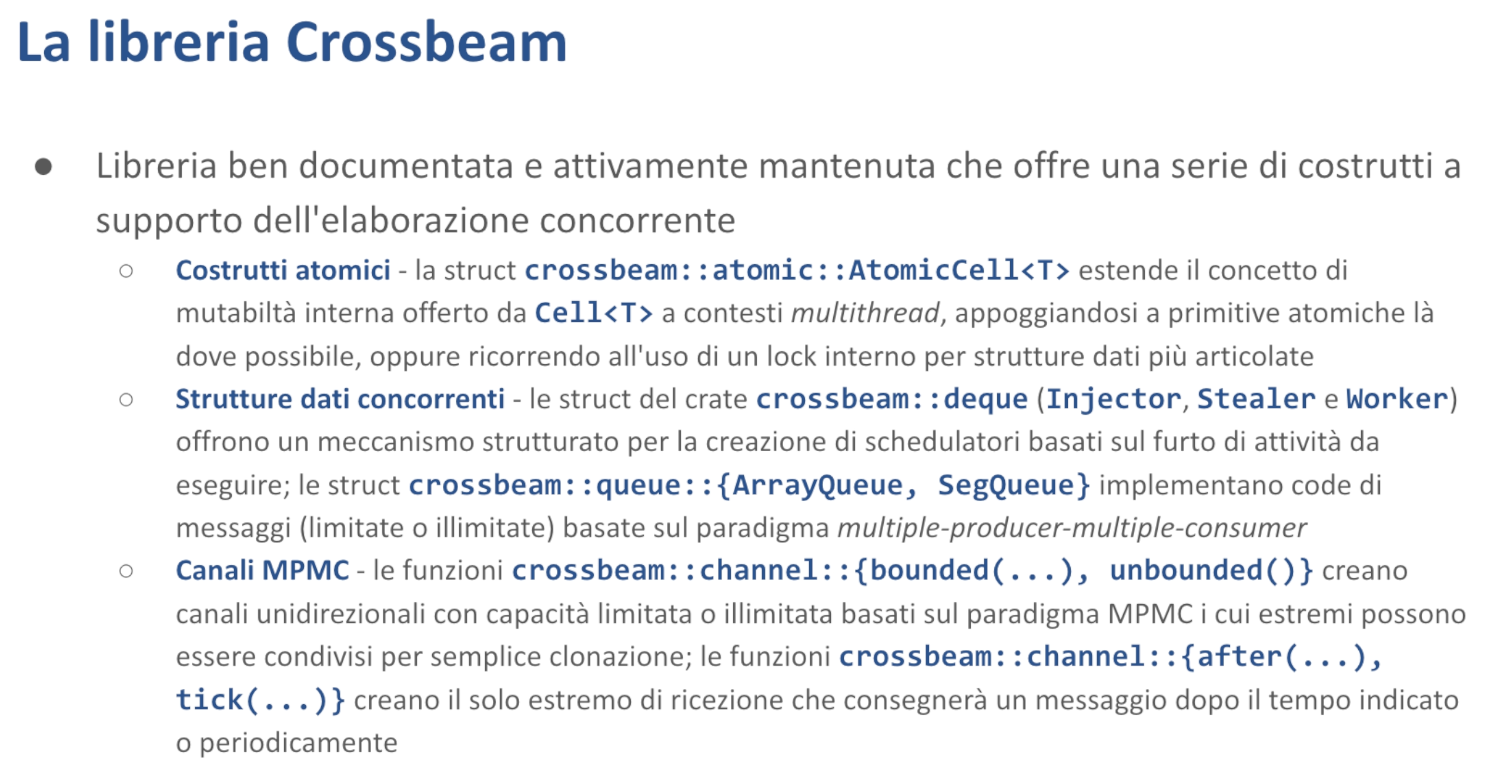 La libreria Crossbeam
● Libreria ben documentata e attivamente mantenuta che offre una serie di costrutti a
supporto dell'elaborazione concorrente
○ Costrutti atomici - la struct crossbeam::atomic::AtomicCell<T> estende il concetto di
mutabiltà interna offerto da Cell<T> a contesti multithread, appoggiandosi a primitive atomiche là
dove possibile, oppure ricorrendo all'uso di un lock interno per strutture dati più articolate
○ Strutture dati concorrenti - le struct del crate crossbeam::deque (Injector, Stealer e Worker)
offrono un meccanismo strutturato per la creazione di schedulatori basati sul furto di attività da
eseguire; le struct crossbeam::queue::{ArrayQueue, SegQueue} implementano code di
messaggi (limitate o illimitate) basate sul paradigma multiple-producer-multiple-consumer
○ Canali MPMC - le funzioni crossbeam::channel::{bounded(...), unbounded()} creano
canali unidirezionali con capacità limitata o illimitata basati sul paradigma MPMC i cui estremi possono
essere condivisi per semplice clonazione; le funzioni crossbeam::channel::{after(...),
tick(...)} creano il solo estremo di ricezione che consegnerà un messaggio dopo il tempo indicato
o periodicamente